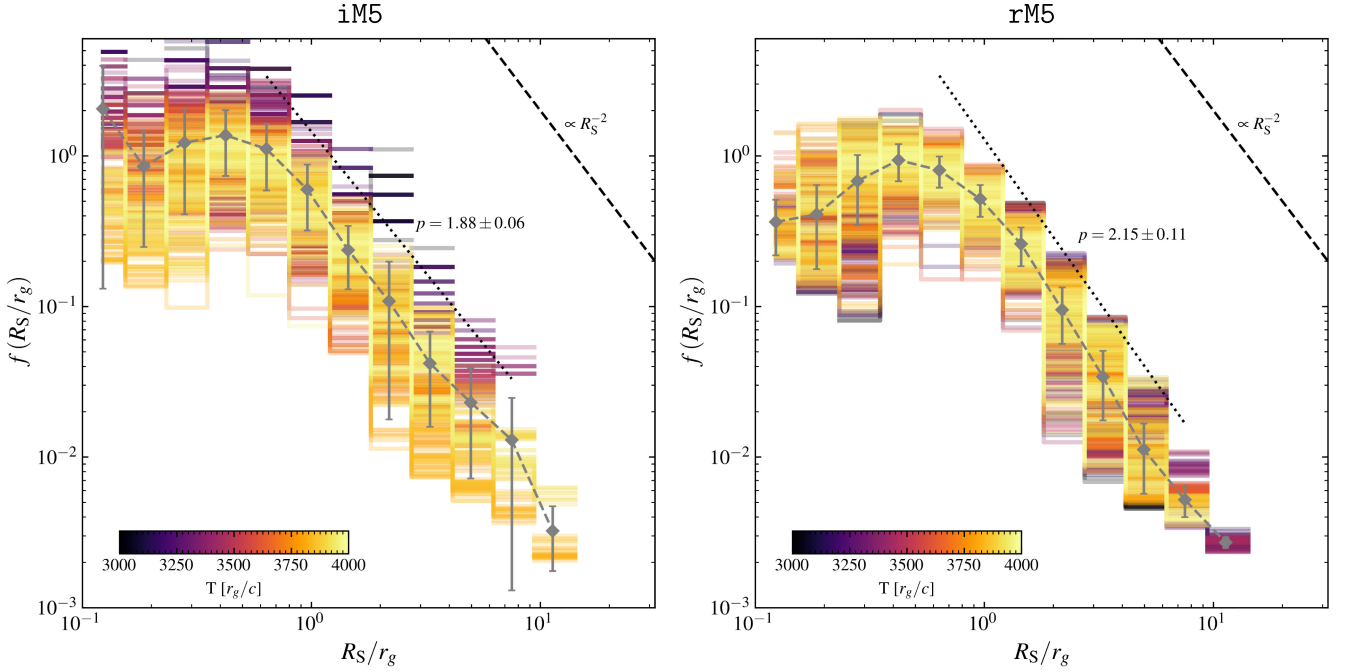 iM5
f (R_S/r_g)
10^0
10^−1
10^−2
10^−3
∝ R_S^−2
p = 1.88 ± 0.06
3000 3250 3500 3750 4000
T [r_g/c]
10^−1 10^0 10^1
R_S/r_g
rM5
f (R_S/r_g)
10^0
10^−1
10^−2
10^−3
∝ R_S^−2
p = 2.15 ± 0.11
3000 3250 3500 3750 4000
T [r_g/c]
10^−1 10^0 10^1
R_S/r_g